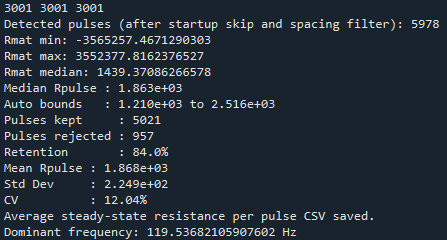 3001 3001 3001
Detected pulses (after startup skip and spacing filter): 5978
Rmat min: -3565257.4671290303
Rmat max: 3552377.8162376527
Rmat median: 1439.37086266578
Median Rpulse : 1.863e+03
Auto bounds   : 1.210e+03 to 2.516e+03
Pulses kept     : 5021
Pulses rejected : 957
Retention       : 84.0%
Mean Rpulse : 1.868e+03
Std Dev     : 2.249e+02
CV          : 12.04%
Average steady-state resistance per pulse CSV saved.
Dominant frequency: 119.53682105907602 Hz